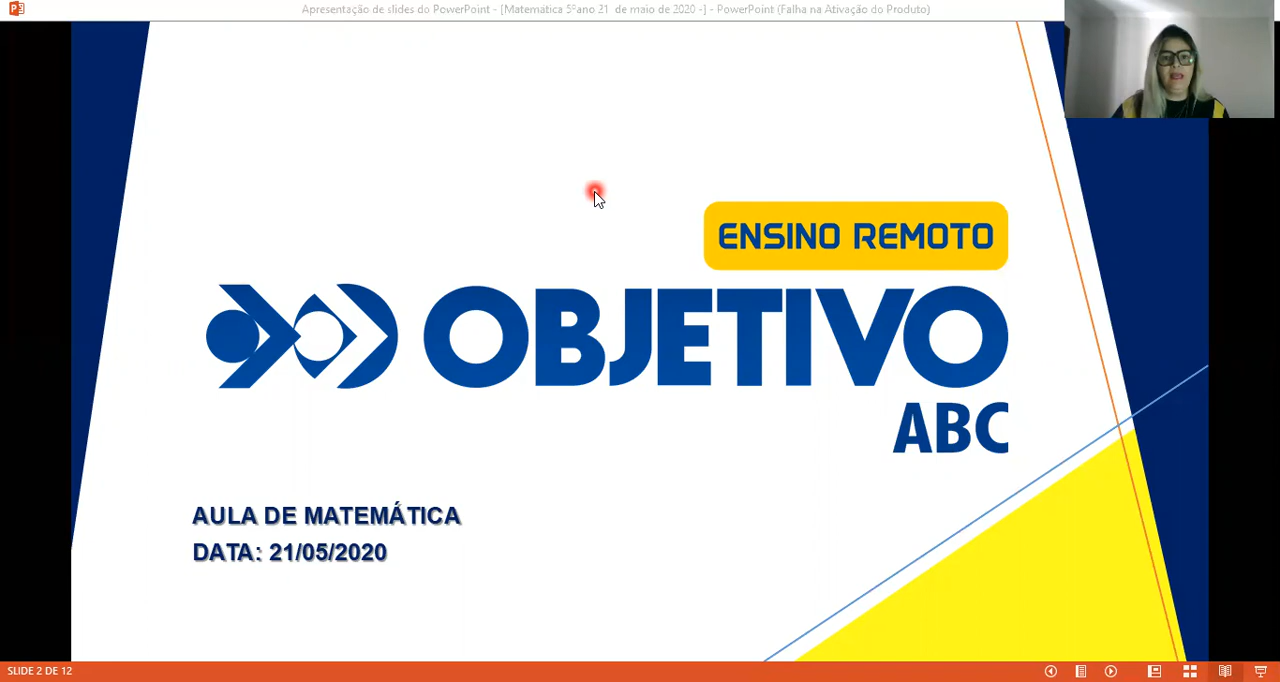 Apresentação de slides do PowerPoint - [Matemática 5ºano 21 de maio de 2020 -] - PowerPoint (Falha na Ativação do Produto)
ENSINO REMOTO
OBJETIVO
ABC
AULA DE MATEMÁTICA
DATA: 21/05/2020
SLIDE 2 DE 12